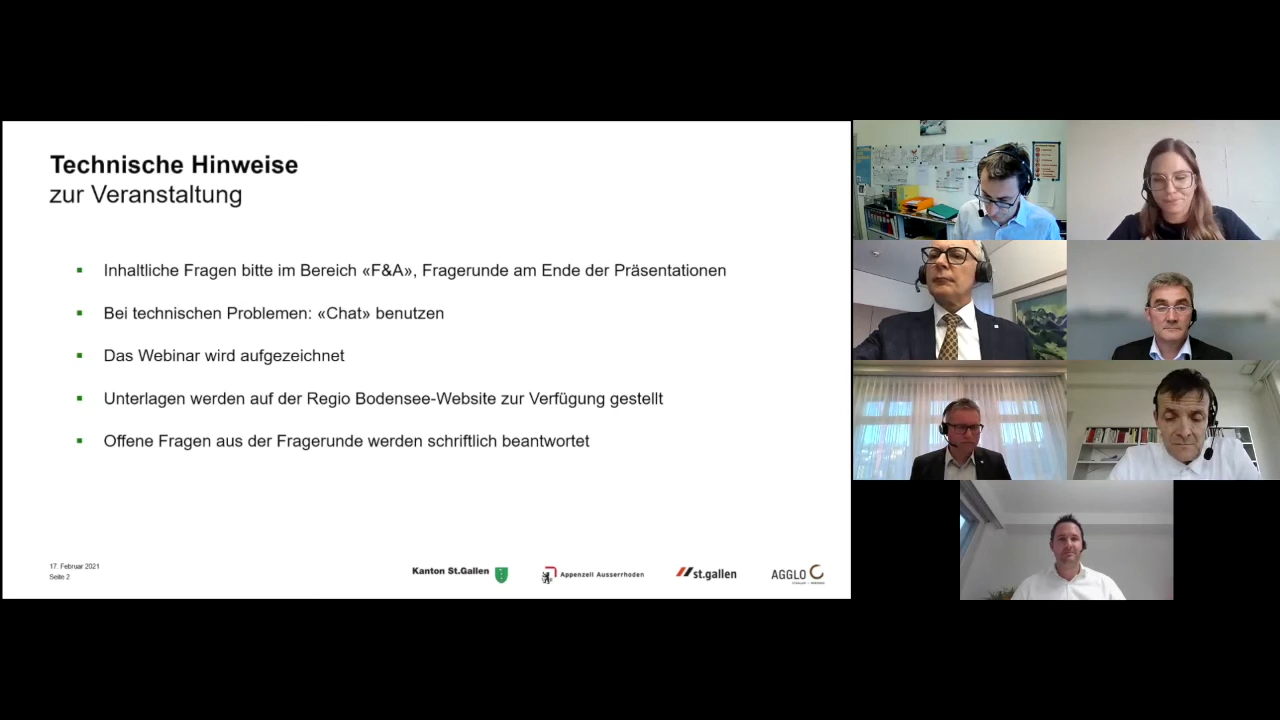 Technische Hinweise
zur Veranstaltung
Inhaltliche Fragen bitte im Bereich «F&A», Fragerunde am Ende der Präsentationen
Bei technischen Problemen: «Chat» benutzen
Das Webinar wird aufgezeichnet
Unterlagen werden auf der Regio Bodensee-Website zur Verfügung gestellt
Offene Fragen aus der Fragerunde werden schriftlich beantwortet
17. Februar 2021
Seite 2
Kanton St.Gallen
Appenzell Ausserrhoden
st.gallen
AGGLO